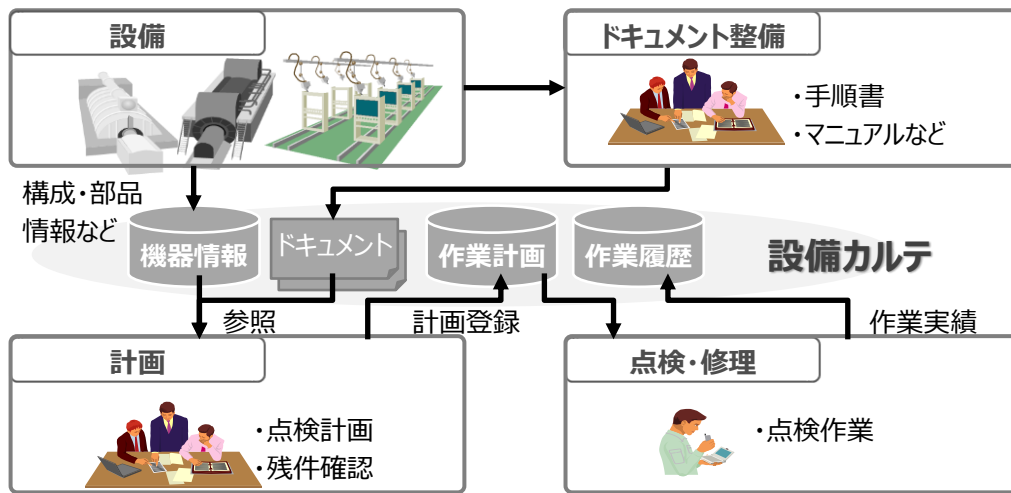 設備
ドキュメント整備
・手順書
・マニュアルなど
構成・部品
情報など
機器情報
ドキュメント
作業計画
作業履歴
設備カルテ
参照
計画登録
作業実績
計画
・点検計画
・残件確認
点検・修理
・点検作業